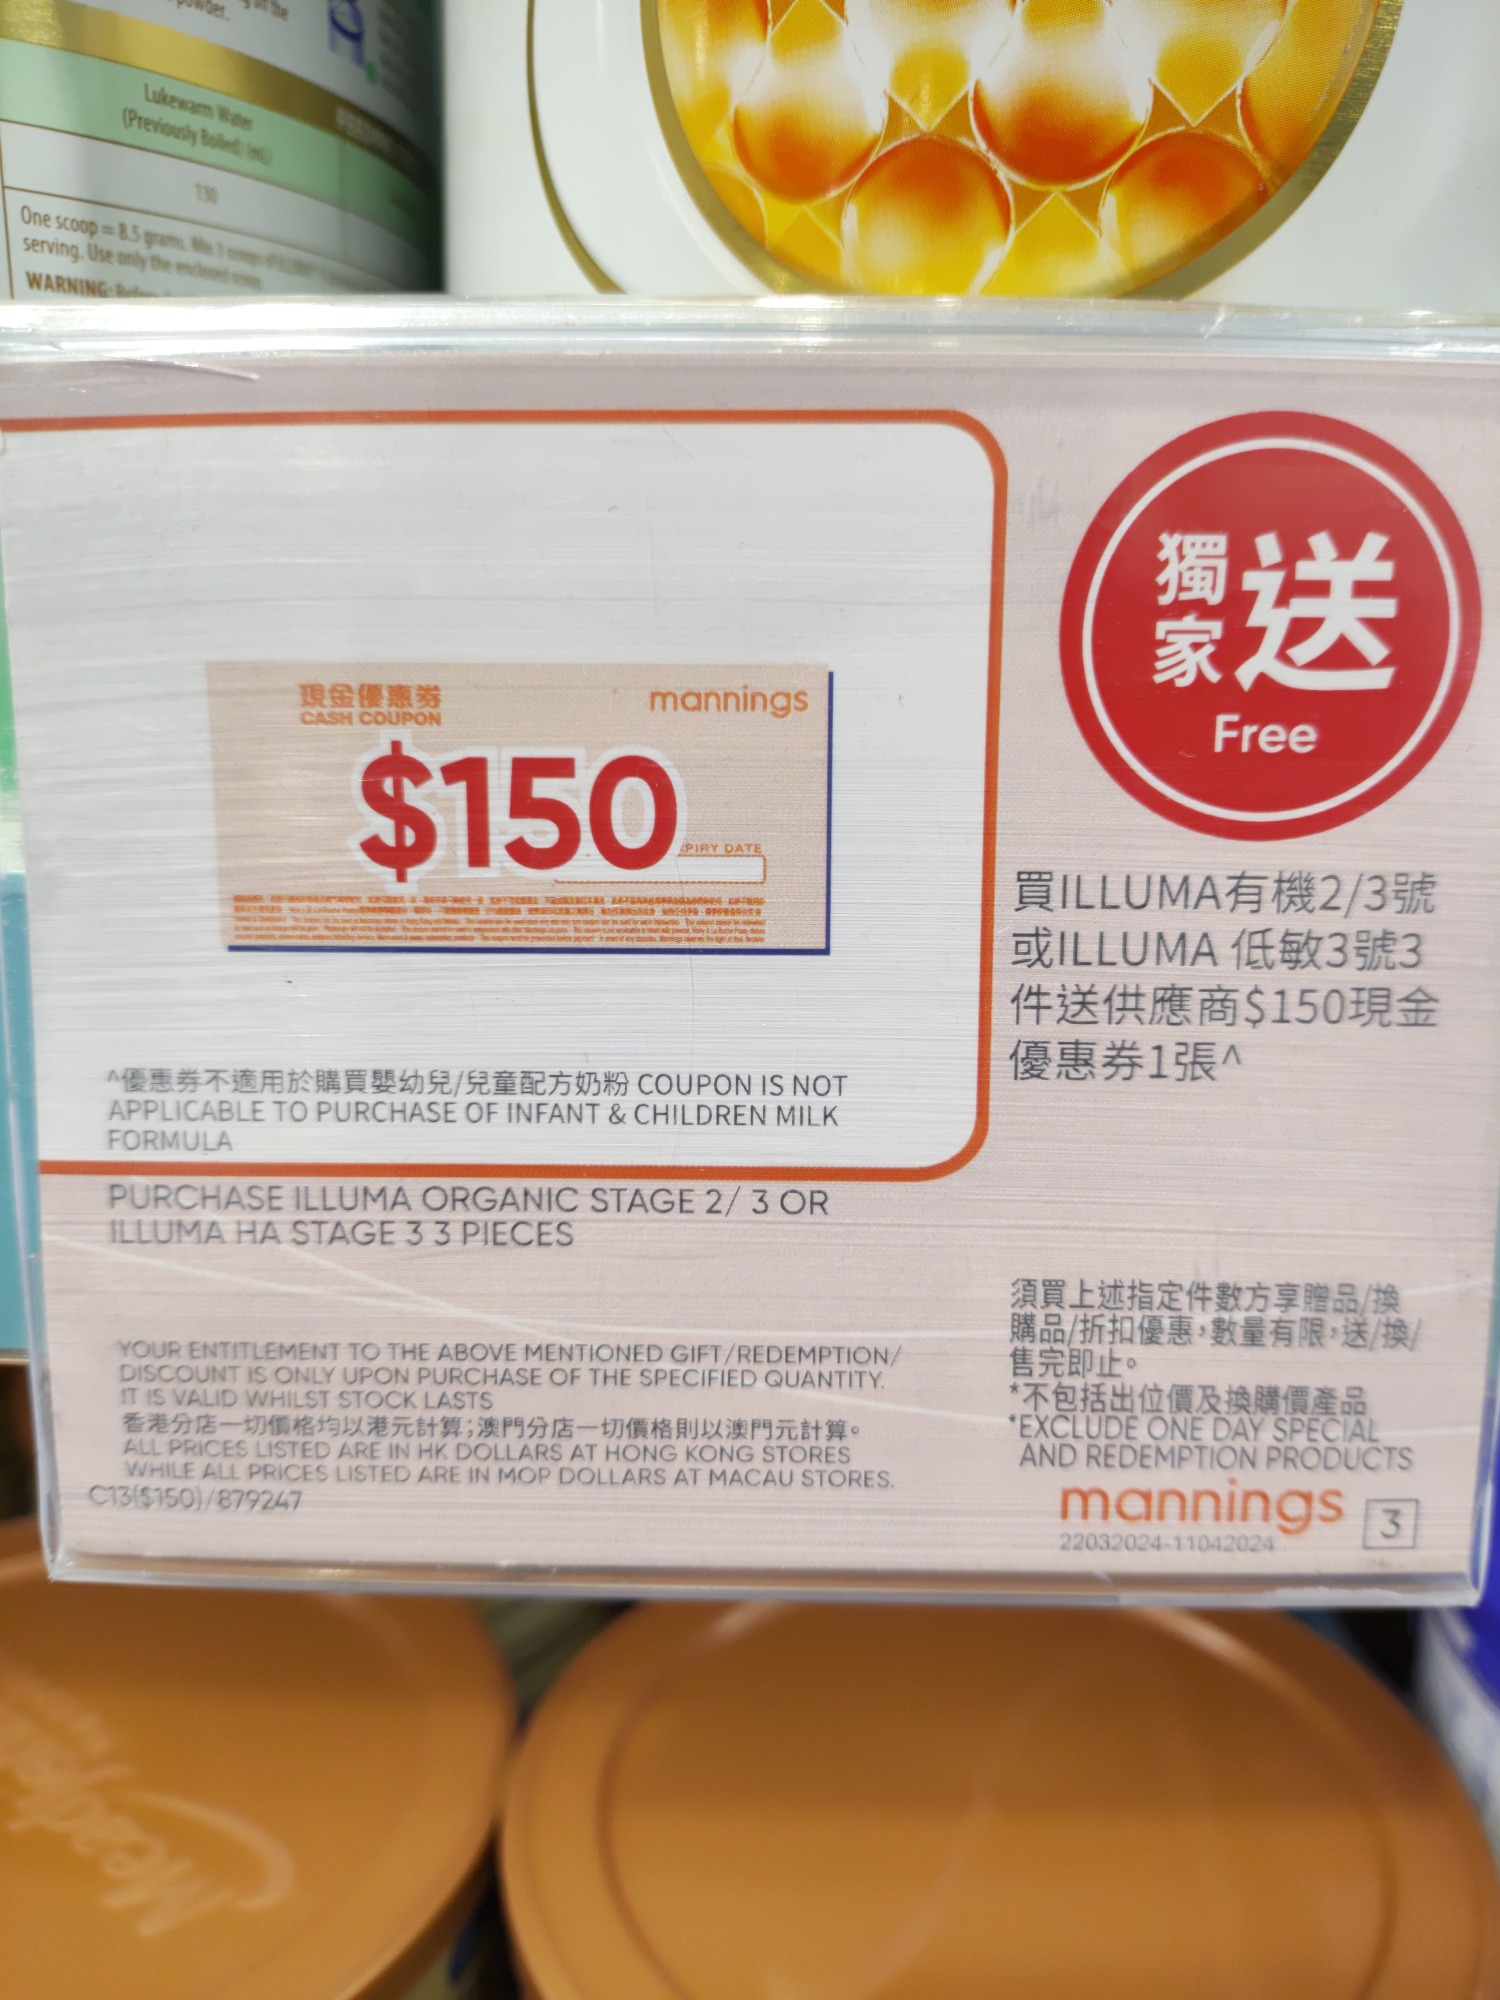 powder.
Lukewarm Water
(Previously Boiled) (mL)
130
One scoop = 8.5 grams. Mix 3 scoops of
serving. Use only the enclosed scoop
WARNING:
獨家送
Free
現金優惠券
CASH COUPON
mannings
$150
PIRY DATE
買ILLUMA有機2/3號
或ILLUMA 低敏3號3
件送供應商$150現金
優惠券1張^
^優惠券不適用於購買嬰幼兒/兒童配方奶粉 COUPON IS NOT
APPLICABLE TO PURCHASE OF INFANT & CHILDREN MILK
FORMULA
PURCHASE ILLUMA ORGANIC STAGE 2/ 3 OR
ILLUMA HA STAGE 3 3 PIECES
YOUR ENTITLEMENT TO THE ABOVE MENTIONED GIFT/REDEMPTION/
DISCOUNT IS ONLY UPON PURCHASE OF THE SPECIFIED QUANTITY.
IT IS VALID WHILST STOCK LASTS
香港分店一切價格均以港元計算;澳門分店一切價格則以澳門元計算。
ALL PRICES LISTED ARE IN HK DOLLARS AT HONG KONG STORES
WHILE ALL PRICES LISTED ARE IN MOP DOLLARS AT MACAU STORES.
C13($150)/879247
須買上述指定件數方享贈品/換
購品/折扣優惠,數量有限,送/換/
售完即止。
*不包括出位價及換購價產品
*EXCLUDE ONE DAY SPECIAL
AND REDEMPTION PRODUCTS
mannings
3
22032024-11042024